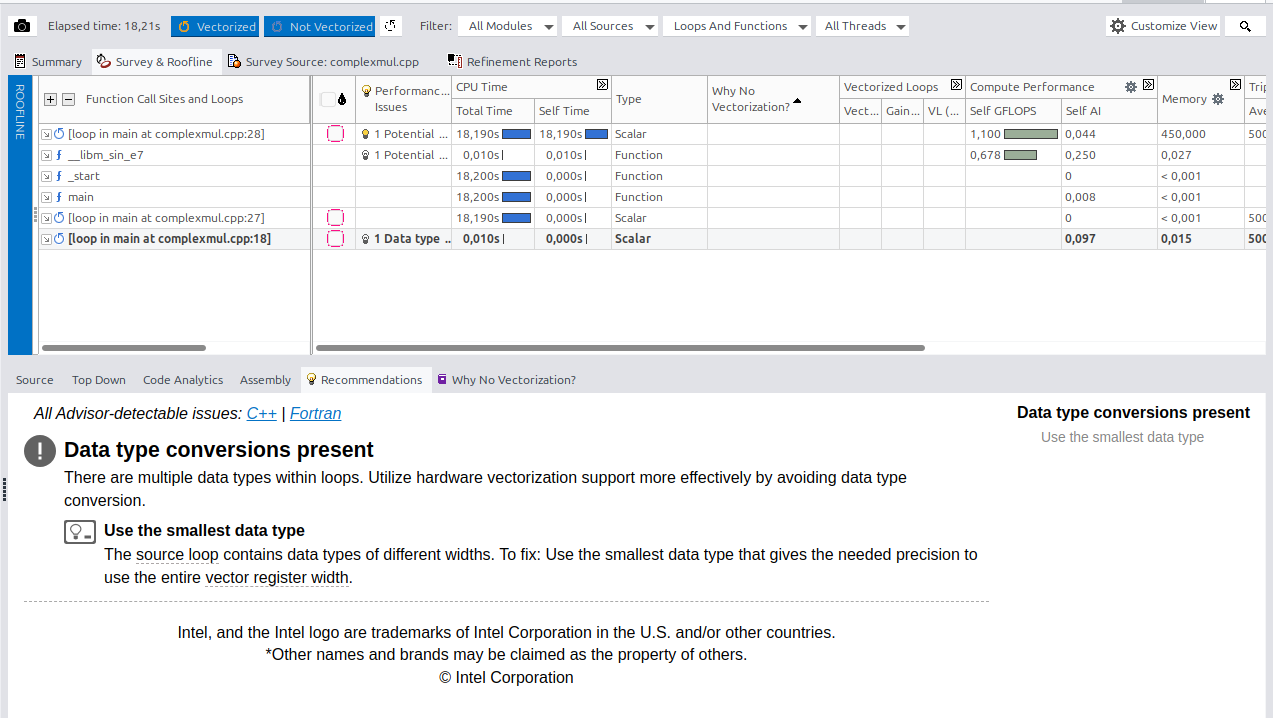 Elapsed time: 18,21s Vectorized Not Vectorized Filter: All Modules All Sources Loops And Functions All Threads Customize View
Summary Survey & Roofline Survey Source: complexmul.cpp Refinement Reports
ROOFLINE
Function Call Sites and Loops Performanc... Issues CPU Time Type Why No Vectorization? Vectorized Loops Compute Performance Memory Trip
Total Time Self Time Vect... Gain... VL (... Self GFLOPS Self AI Ave
[loop in main at complexmul.cpp:28] 1 Potential ... 18,190s 18,190s Scalar 1,100 0,044 450,000 500
f __libm_sin_e7 1 Potential ... 0,010s 0,010s Function 0,678 0,250 0,027
f _start 18,200s 0,000s Function 0 < 0,001
f main 18,200s 0,000s Function 0,008 < 0,001
[loop in main at complexmul.cpp:27] 18,190s 0,000s Scalar 0 < 0,001 500
[loop in main at complexmul.cpp:18] 1 Data type .. 0,010s 0,000s Scalar 0,097 0,015 500
Source Top Down Code Analytics Assembly Recommendations Why No Vectorization?
All Advisor-detectable issues: C++ | Fortran
Data type conversions present
There are multiple data types within loops. Utilize hardware vectorization support more effectively by avoiding data type
conversion.
Use the smallest data type
The source loop contains data types of different widths. To fix: Use the smallest data type that gives the needed precision to
use the entire vector register width.
Intel, and the Intel logo are trademarks of Intel Corporation in the U.S. and/or other countries.
*Other names and brands may be claimed as the property of others.
© Intel Corporation
Data type conversions present
Use the smallest data type